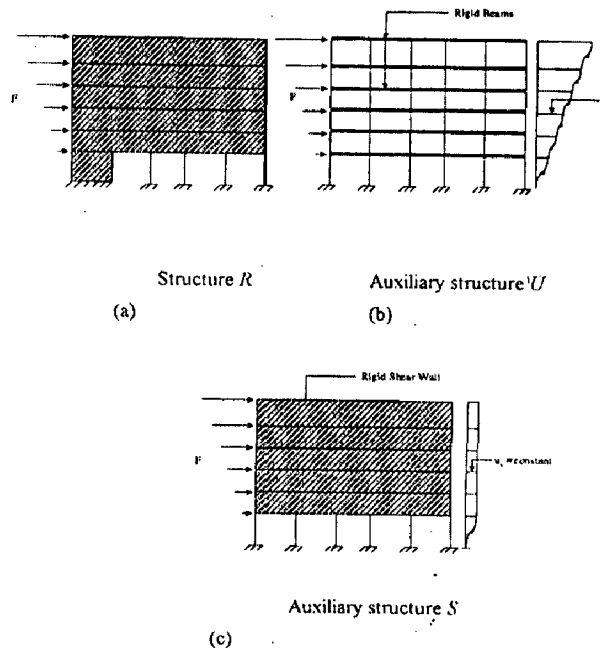 Rigid Beams
F
F
Structure R
(a)
Auxiliary structure U
(b)
Rigid Shear Wall
F
= constant
Auxiliary structure S
(c)